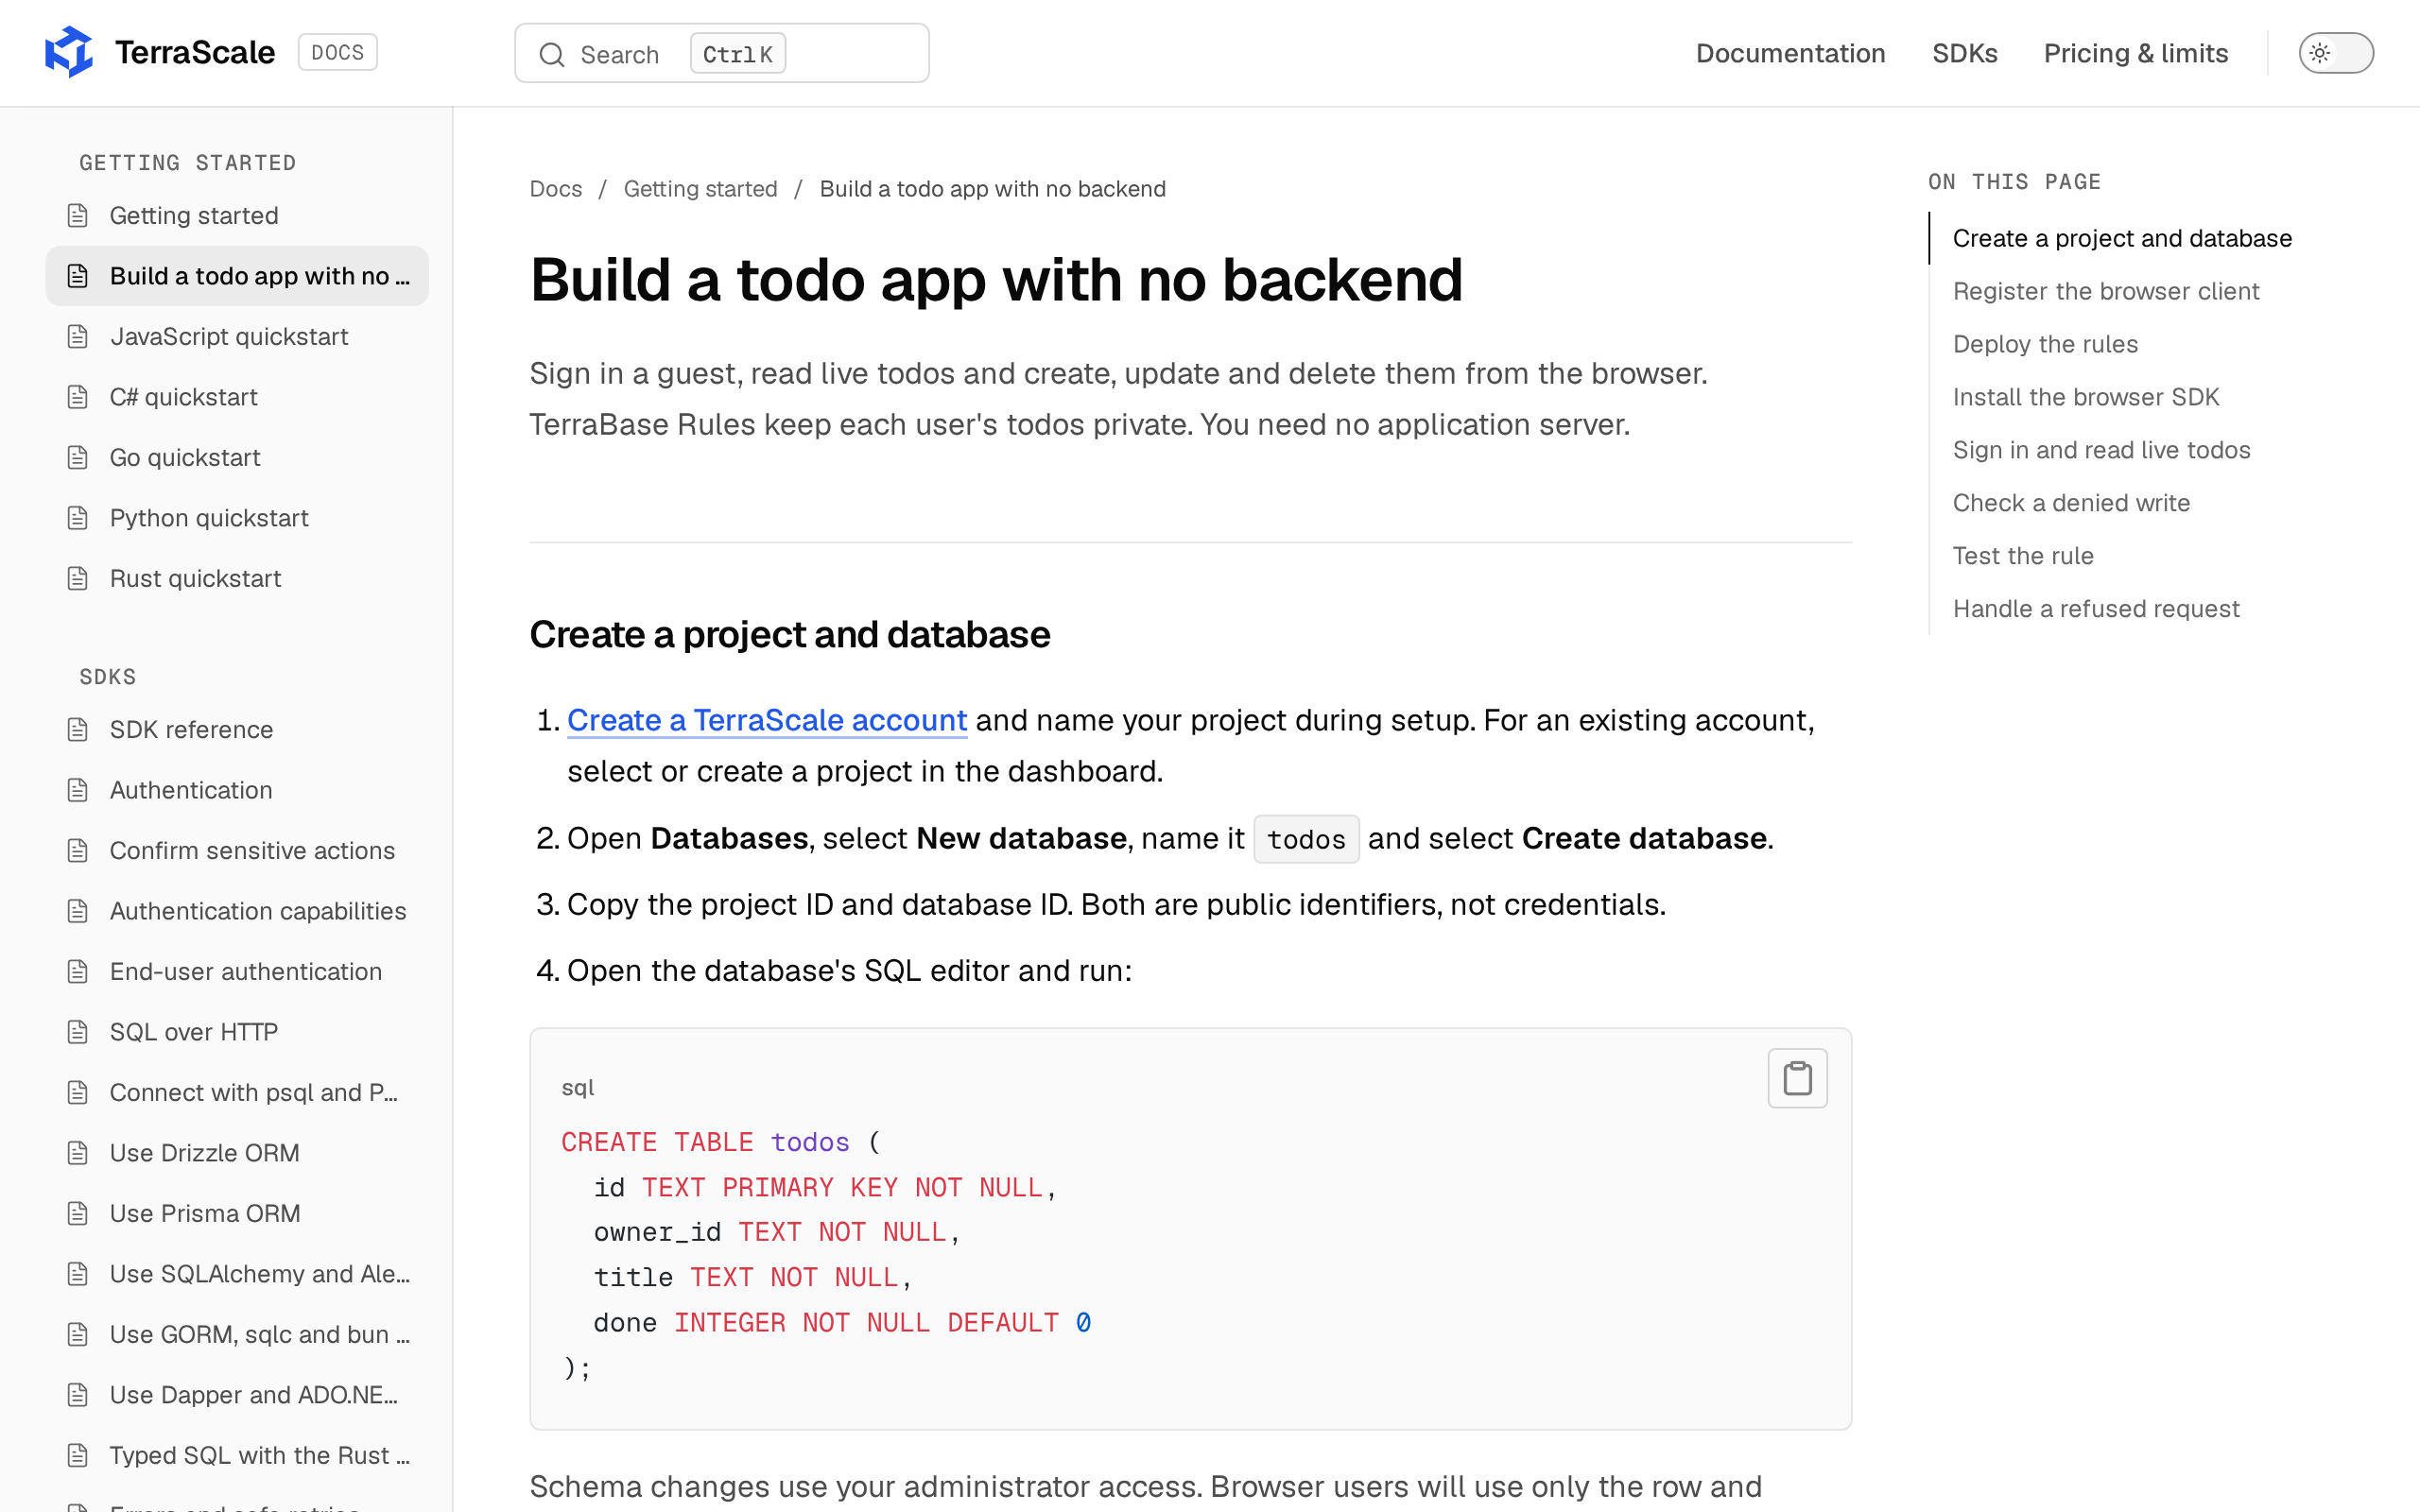 TerraScale DOCS
Search Ctrl K
Documentation SDKs Pricing & limits
GETTING STARTED
Getting started
Build a todo app with no ...
JavaScript quickstart
C# quickstart
Go quickstart
Python quickstart
Rust quickstart
SDKS
SDK reference
Authentication
Confirm sensitive actions
Authentication capabilities
End-user authentication
SQL over HTTP
Connect with psql and P...
Use Drizzle ORM
Use Prisma ORM
Use SQLAlchemy and Ale...
Use GORM, sqlc and bun ...
Use Dapper and ADO.NE...
Typed SQL with the Rust ...
Errors and safe retries
Docs / Getting started / Build a todo app with no backend
Build a todo app with no backend
Sign in a guest, read live todos and create, update and delete them from the browser.
TerraBase Rules keep each user's todos private. You need no application server.
Create a project and database
1. Create a TerraScale account and name your project during setup. For an existing account,
select or create a project in the dashboard.
2. Open Databases, select New database, name it todos and select Create database.
3. Copy the project ID and database ID. Both are public identifiers, not credentials.
4. Open the database's SQL editor and run:
sql
CREATE TABLE todos (
id TEXT PRIMARY KEY NOT NULL,
owner_id TEXT NOT NULL,
title TEXT NOT NULL,
done INTEGER NOT NULL DEFAULT 0
);
Schema changes use your administrator access. Browser users will use only the row and
ON THIS PAGE
Create a project and database
Register the browser client
Deploy the rules
Install the browser SDK
Sign in and read live todos
Check a denied write
Test the rule
Handle a refused request